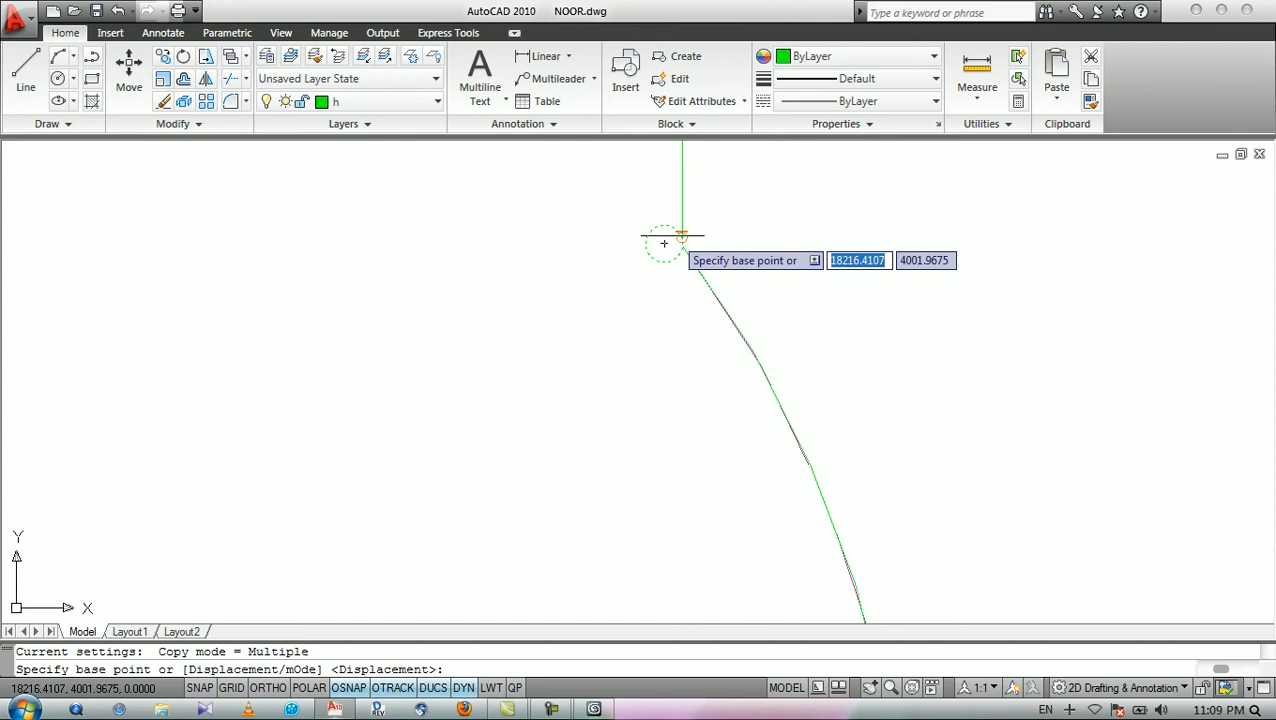 AutoCAD 2010 NOOR.dwg
Type a keyword or phrase
Home Insert Annotate Parametric View Manage Output Express Tools
Line
Move
Unsaved Layer State
h
Multiline Text
Linear
Multileader
Table
Insert
Create
Edit
Edit Attributes
ByLayer
Default
ByLayer
Measure
Paste
Draw Modify Layers Annotation Block Properties Utilities Clipboard
Specify base point or 18216.4107 4001.9675
Y
X
Model Layout1 Layout2
Current settings: Copy mode = Multiple
Specify base point or [Displacement/mOde] <Displacement>:
18216.4107, 4001.9675, 0.0000 SNAP GRID ORTHO POLAR OSNAP OTRACK DUCS DYN LWT QP MODEL 1:1 2D Drafting & Annotation
EN 11:09 PM